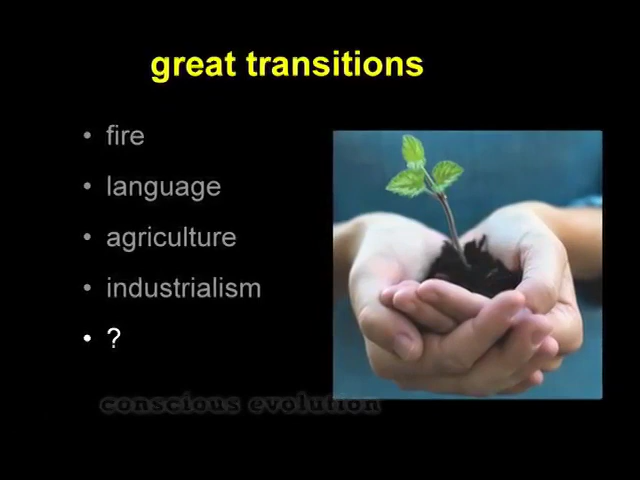 great transitions
• fire
• language
• agriculture
• industrialism
• ?
conscious evolution